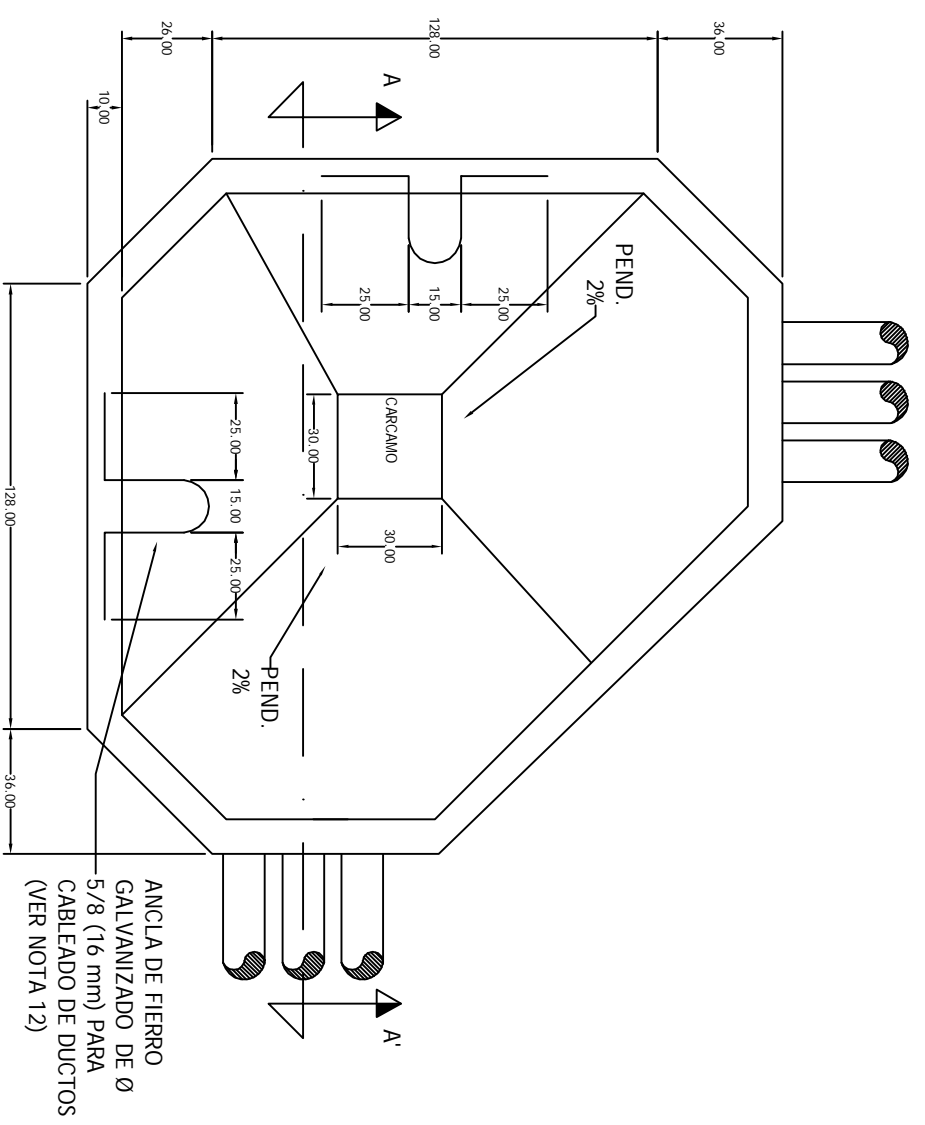 36.00
128.00
26.00
10.00
A
PEND.
2%
25.00
15.00
25.00
CARCAMO
30.00
30.00
25.00
15.00
25.00
PEND.
2%
128.00
36.00
A'
ANCLA DE FIERRO
GALVANIZADO DE Ø
5/8 (16 mm) PARA
CABLEADO DE DUCTOS
(VER NOTA 12)